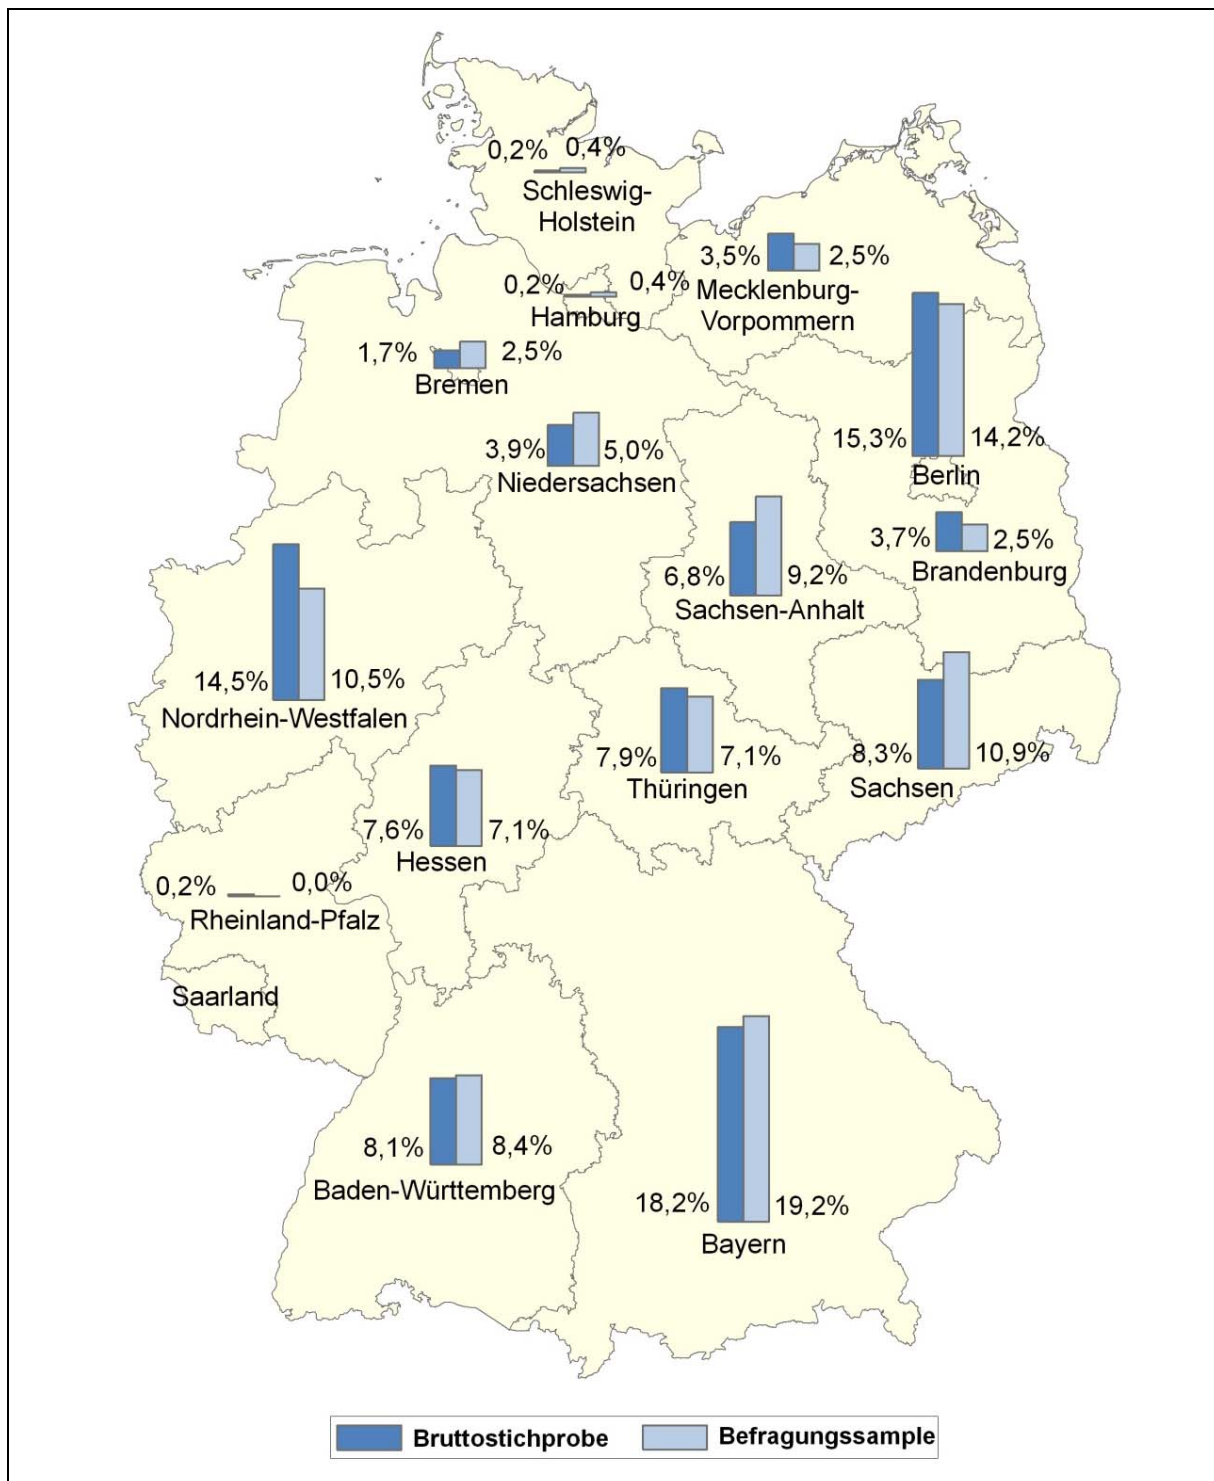 0,2% 0,4%
Schleswig-
Holstein
3,5% 2,5%
Mecklenburg-
Vorpommern
0,2% 0,4%
Hamburg
1,7% 2,5%
Bremen
15,3% 14,2%
Berlin
3,9% 5,0%
Niedersachsen
3,7% 2,5%
Brandenburg
6,8% 9,2%
Sachsen-Anhalt
14,5% 10,5%
Nordrhein-Westfalen
8,3% 10,9%
Sachsen
7,9% 7,1%
Thüringen
7,6% 7,1%
Hessen
0,2% 0,0%
Rheinland-Pfalz
Saarland
8,1% 8,4%
Baden-Württemberg
18,2% 19,2%
Bayern
Bruttostichprobe Befragungssample